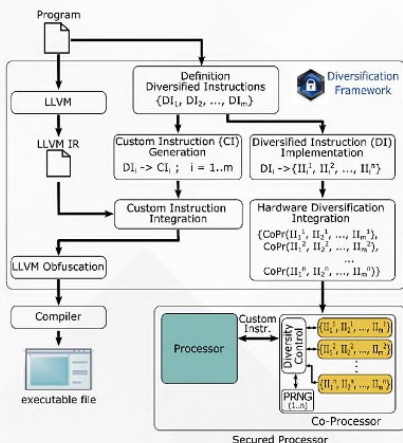 Program
Definition
Diversified Instructions
{DI₁, DI₂, ..., DIₘ}
Diversification
Framework
LLVM
LLVM IR
Custom Instruction (CI)
Generation
DIᵢ -> CIᵢ ; i = 1..m
Diversified Instruction (DI)
Implementation
DIᵢ ->{IIᵢ¹, IIᵢ², ..., IIᵢⁿ}
Custom Instruction
Integration
Hardware Diversification
Integration
{CoPr(II₁¹, II₂¹, ..., IIₘ¹),
CoPr(II₁², II₂², ..., IIₘ²),
...
CoPr(II₁ⁿ, II₂ⁿ, ..., IIₘⁿ)}
LLVM Obfuscation
Compiler
executable file
Processor
Custom
Instr.
Diversity
Control
PRNG
(1..n)
{II₁¹, II₂¹, ..., IIₘ¹}
{II₁², II₂², ..., IIₘ²}
⋮
{II₁ⁿ, II₂ⁿ, ..., IIₘⁿ}
Co-Processor
Secured Processor